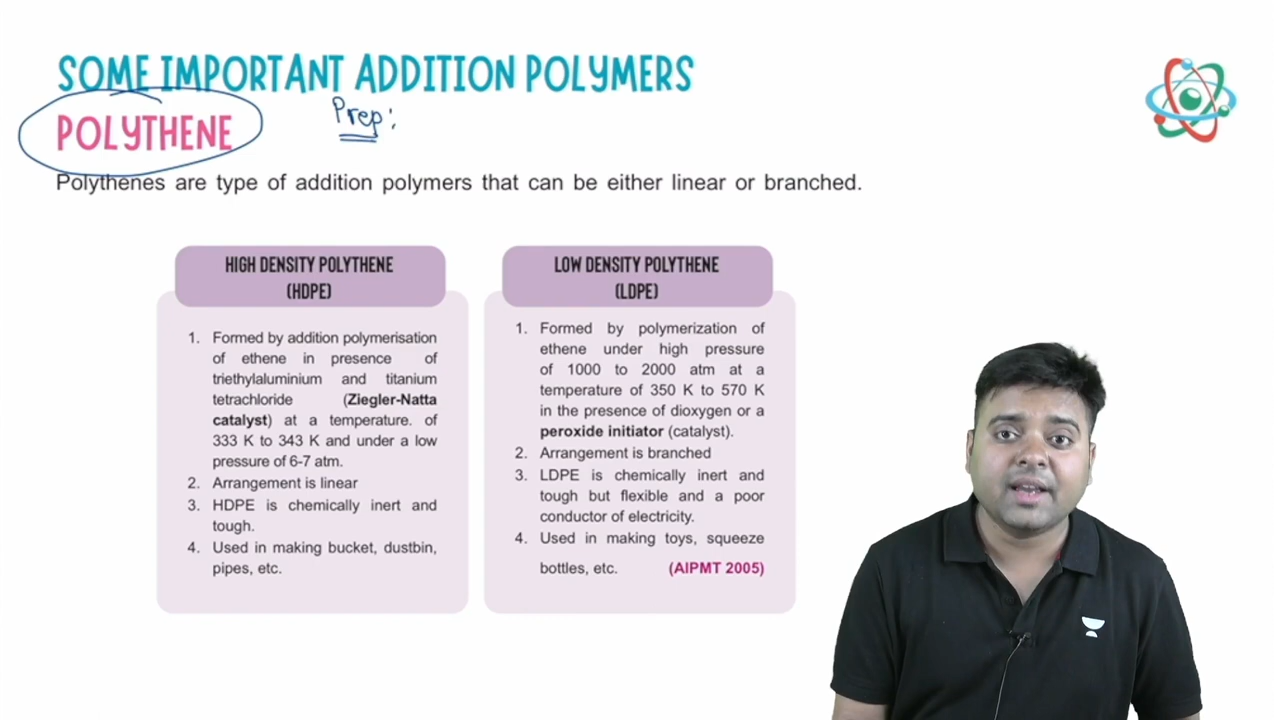 SOME IMPORTANT ADDITION POLYMERS
Prep:
POLYTHENE
Polythenes are type of addition polymers that can be either linear or branched.
HIGH DENSITY POLYTHENE
(HDPE)
1. Formed by addition polymerisation
of ethene in presence of
triethylaluminium and titanium
tetrachloride (Ziegler-Natta
catalyst) at a temperature. of
333 K to 343 K and under a low
pressure of 6-7 atm.
2. Arrangement is linear
3. HDPE is chemically inert and
tough.
4. Used in making bucket, dustbin,
pipes, etc.
LOW DENSITY POLYTHENE
(LDPE)
1. Formed by polymerization of
ethene under high pressure
of 1000 to 2000 atm at a
temperature of 350 K to 570 K
in the presence of dioxygen or a
peroxide initiator (catalyst).
2. Arrangement is branched
3. LDPE is chemically inert and
tough but flexible and a poor
conductor of electricity.
4. Used in making toys, squeeze
bottles, etc. (AIPMT 2005)